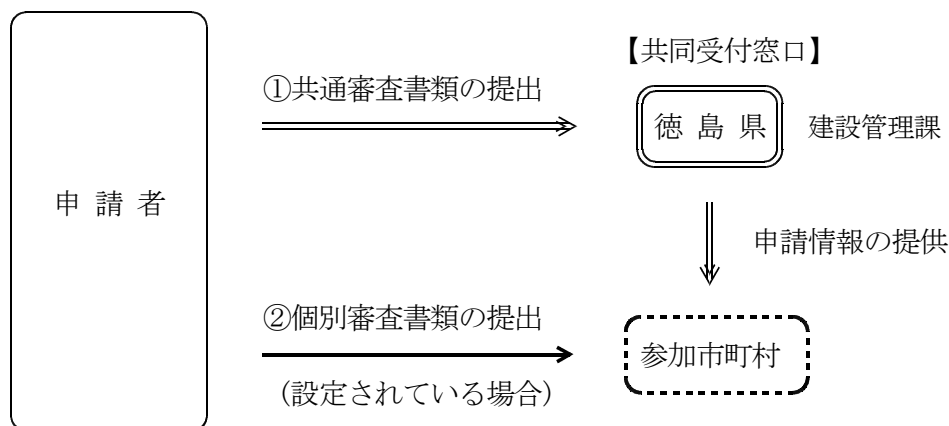 【共同受付窓口】
①共通審査書類の提出
徳 島 県 建設管理課
申 請 者
申請情報の提供
②個別審査書類の提出
参加市町村
（設定されている場合）